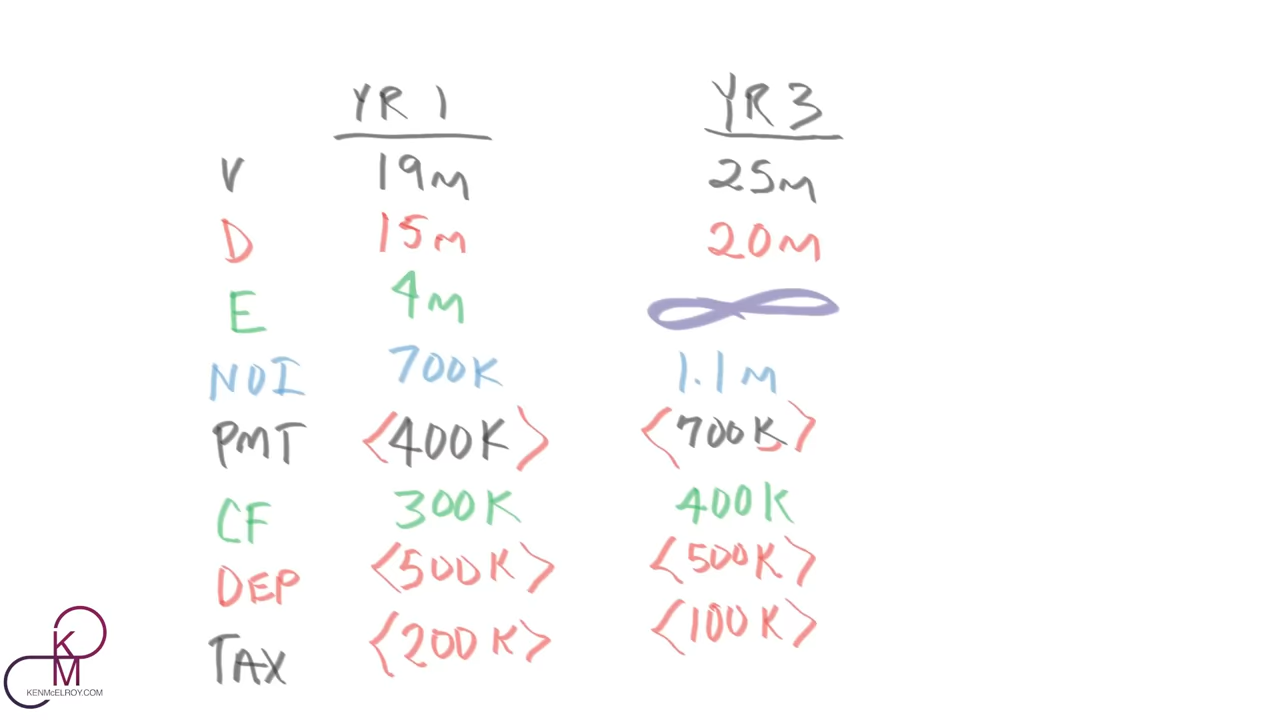 YR 1 YR 3
V 19M 25M
D 15M 20M
E 4M ∞
NOI 700K 1.1M
PMT <400K> <700K>
CF 300K 400K
DEP <500K> <500K>
TAX <200K> <100K>
KM
KENMcELROY.COM